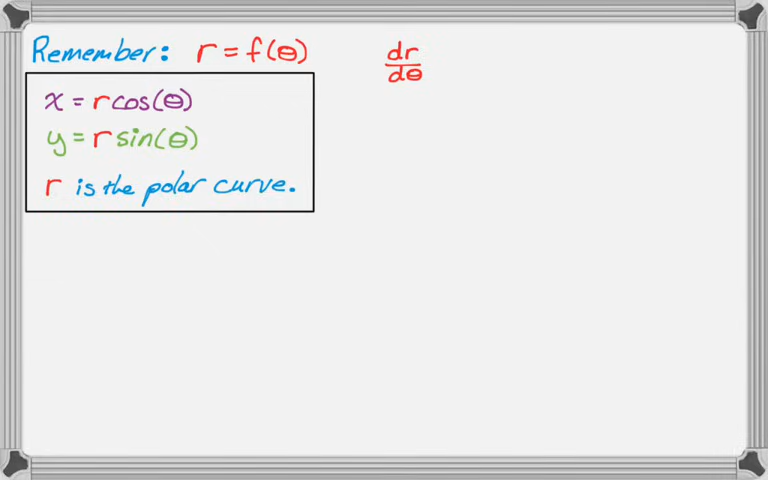 Remember: r = f(θ) dr/dθ
x = r cos(θ)
y = r sin(θ)
r is the polar curve.